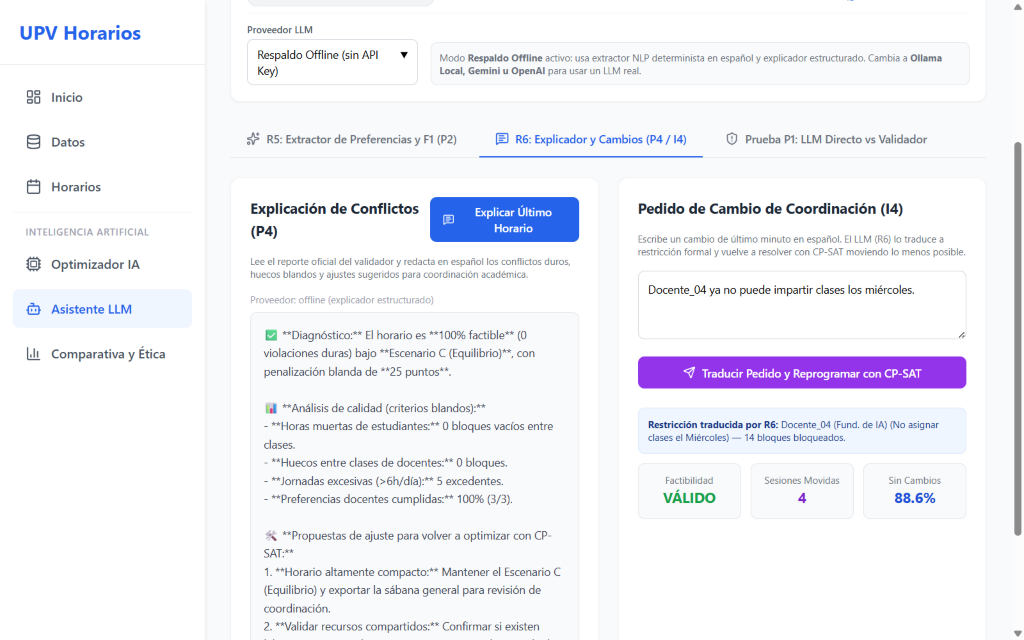 UPV Horarios
Inicio
Datos
Horarios
INTELIGENCIA ARTIFICIAL
Optimizador IA
Asistente LLM
Comparativa y Ética
Proveedor LLM
Respaldo Offline (sin API
Key)
Modo Respaldo Offline activo: usa extractor NLP determinista en español y explicador estructurado. Cambia a Ollama
Local, Gemini u OpenAI para usar un LLM real.
R5: Extractor de Preferencias y F1 (P2)
R6: Explicador y Cambios (P4 / I4)
Prueba P1: LLM Directo vs Validador
Explicación de Conflictos
(P4)
Explicar Último
Horario
Lee el reporte oficial del validador y redacta en español los conflictos duros,
huecos blandos y ajustes sugeridos para coordinación académica.
Proveedor: offline (explicador estructurado)
✅ **Diagnóstico:** El horario es **100% factible** (0
violaciones duras) bajo **Escenario C (Equilibrio)**, con
penalización blanda de **25 puntos**.
📊 **Análisis de calidad (criterios blandos):**
- **Horas muertas de estudiantes:** 0 bloques vacíos entre
clases.
- **Huecos entre clases de docentes:** 0 bloques.
- **Jornadas excesivas (>6h/día):** 5 excedentes.
- **Preferencias docentes cumplidas:** 100% (3/3).
🛠️ **Propuestas de ajuste para volver a optimizar con CP-
SAT:**
1. **Horario altamente compacto:** Mantener el Escenario C
(Equilibrio) y exportar la sábana general para revisión de
coordinación.
2. **Validar recursos compartidos:** Confirmar si existen
Pedido de Cambio de Coordinación (I4)
Escribe un cambio de último minuto en español. El LLM (R6) lo traduce a
restricción formal y vuelve a resolver con CP-SAT moviendo lo menos posible.
Docente_04 ya no puede impartir clases los miércoles.
Traducir Pedido y Reprogramar con CP-SAT
Restricción traducida por R6: Docente_04 (Fund. de IA) (No asignar
clases el Miércoles) — 14 bloques bloqueados.
Factibilidad
VÁLIDO
Sesiones Movidas
4
Sin Cambios
88.6%